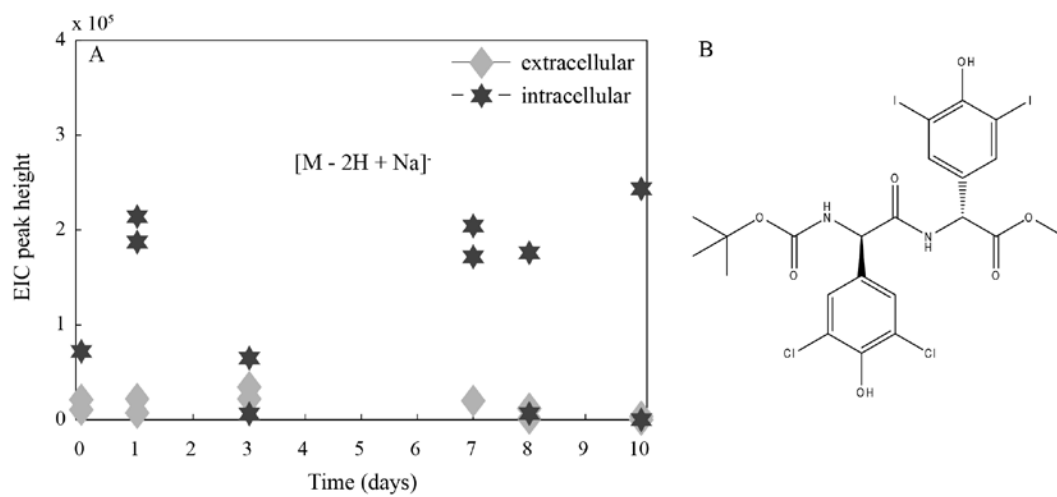 x 10⁵
A
4
extracellular
intracellular
3
[M - 2H + Na]⁻
2
1
0
EIC peak height
0 1 2 3 4 5 6 7 8 9 10
Time (days)
B
OH
I I
O
O
H
N
N
H
O
O
O
Cl Cl
OH